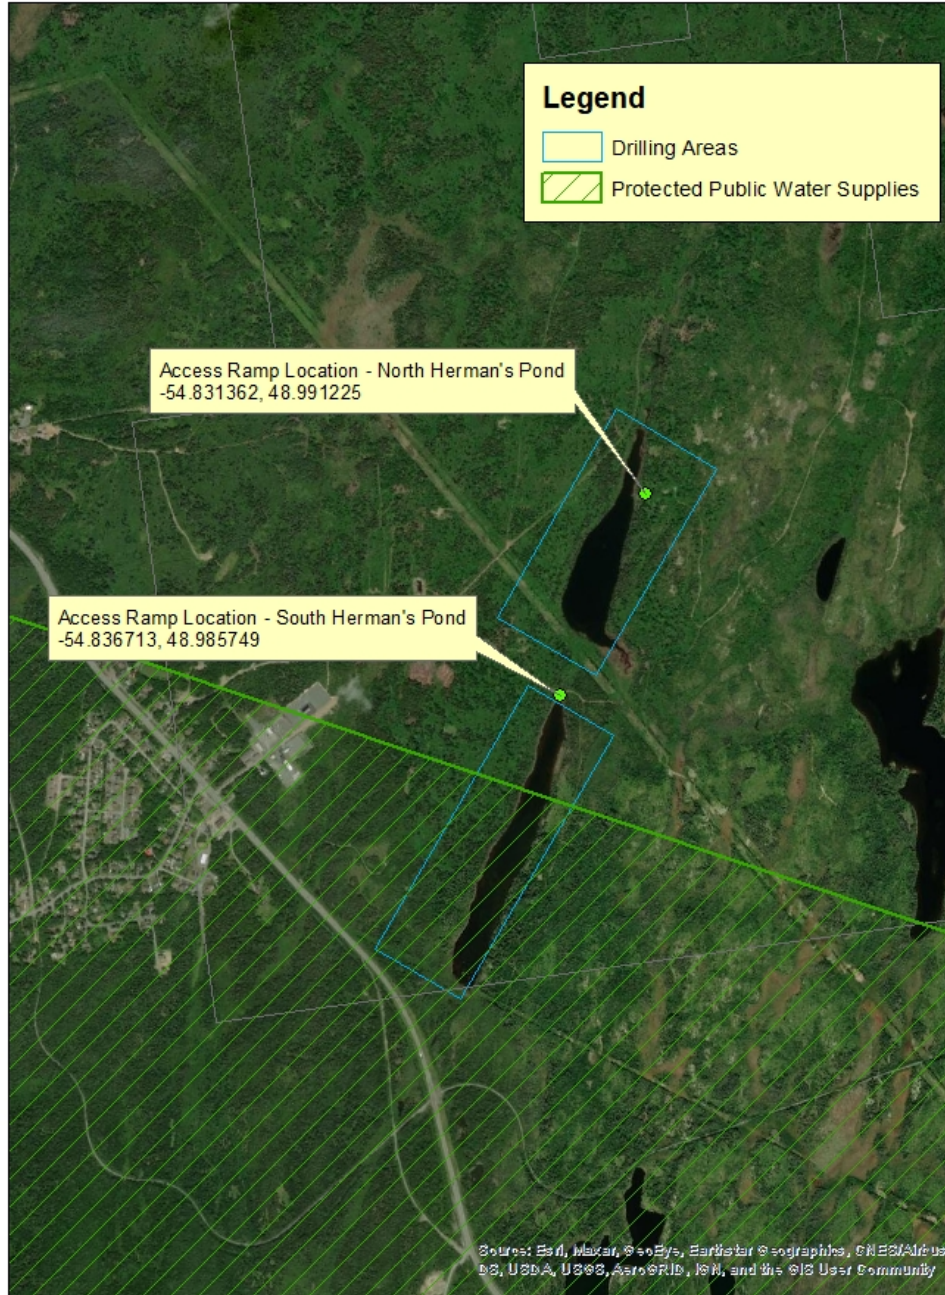 Legend
Drilling Areas
Protected Public Water Supplies
Access Ramp Location - North Herman's Pond
-54.831362, 48.991225
Access Ramp Location - South Herman's Pond
-54.836713, 48.985749
Source: Esri, Maxar, GeoEye, Earthstar Geographics, CNES/Airbus
DS, USDA, USGS, AeroGRID, IGN, and the GIS User Community